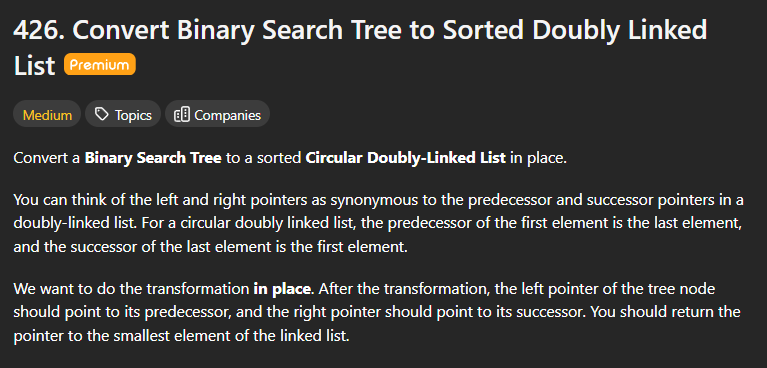 426. Convert Binary Search Tree to Sorted Doubly Linked
List Premium
Medium Topics Companies
Convert a Binary Search Tree to a sorted Circular Doubly-Linked List in place.
You can think of the left and right pointers as synonymous to the predecessor and successor pointers in a
doubly-linked list. For a circular doubly linked list, the predecessor of the first element is the last element,
and the successor of the last element is the first element.
We want to do the transformation in place. After the transformation, the left pointer of the tree node
should point to its predecessor, and the right pointer should point to its successor. You should return the
pointer to the smallest element of the linked list.